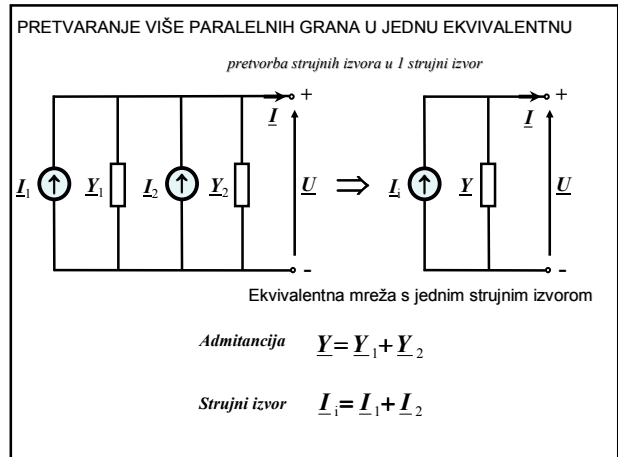 PRETVARANJE VIŠE PARALELNIH GRANA U JEDNU EKVIVALENTNU
pretvorba strujnih izvora u 1 strujni izvor
+ +
I I
I1 Y1 I2 Y2 U ⇒ Ii Y U
- -
Ekvivalentna mreža s jednim strujnim izvorom
Admitancija Y=Y1+Y2
Strujni izvor Ii=I1+I2